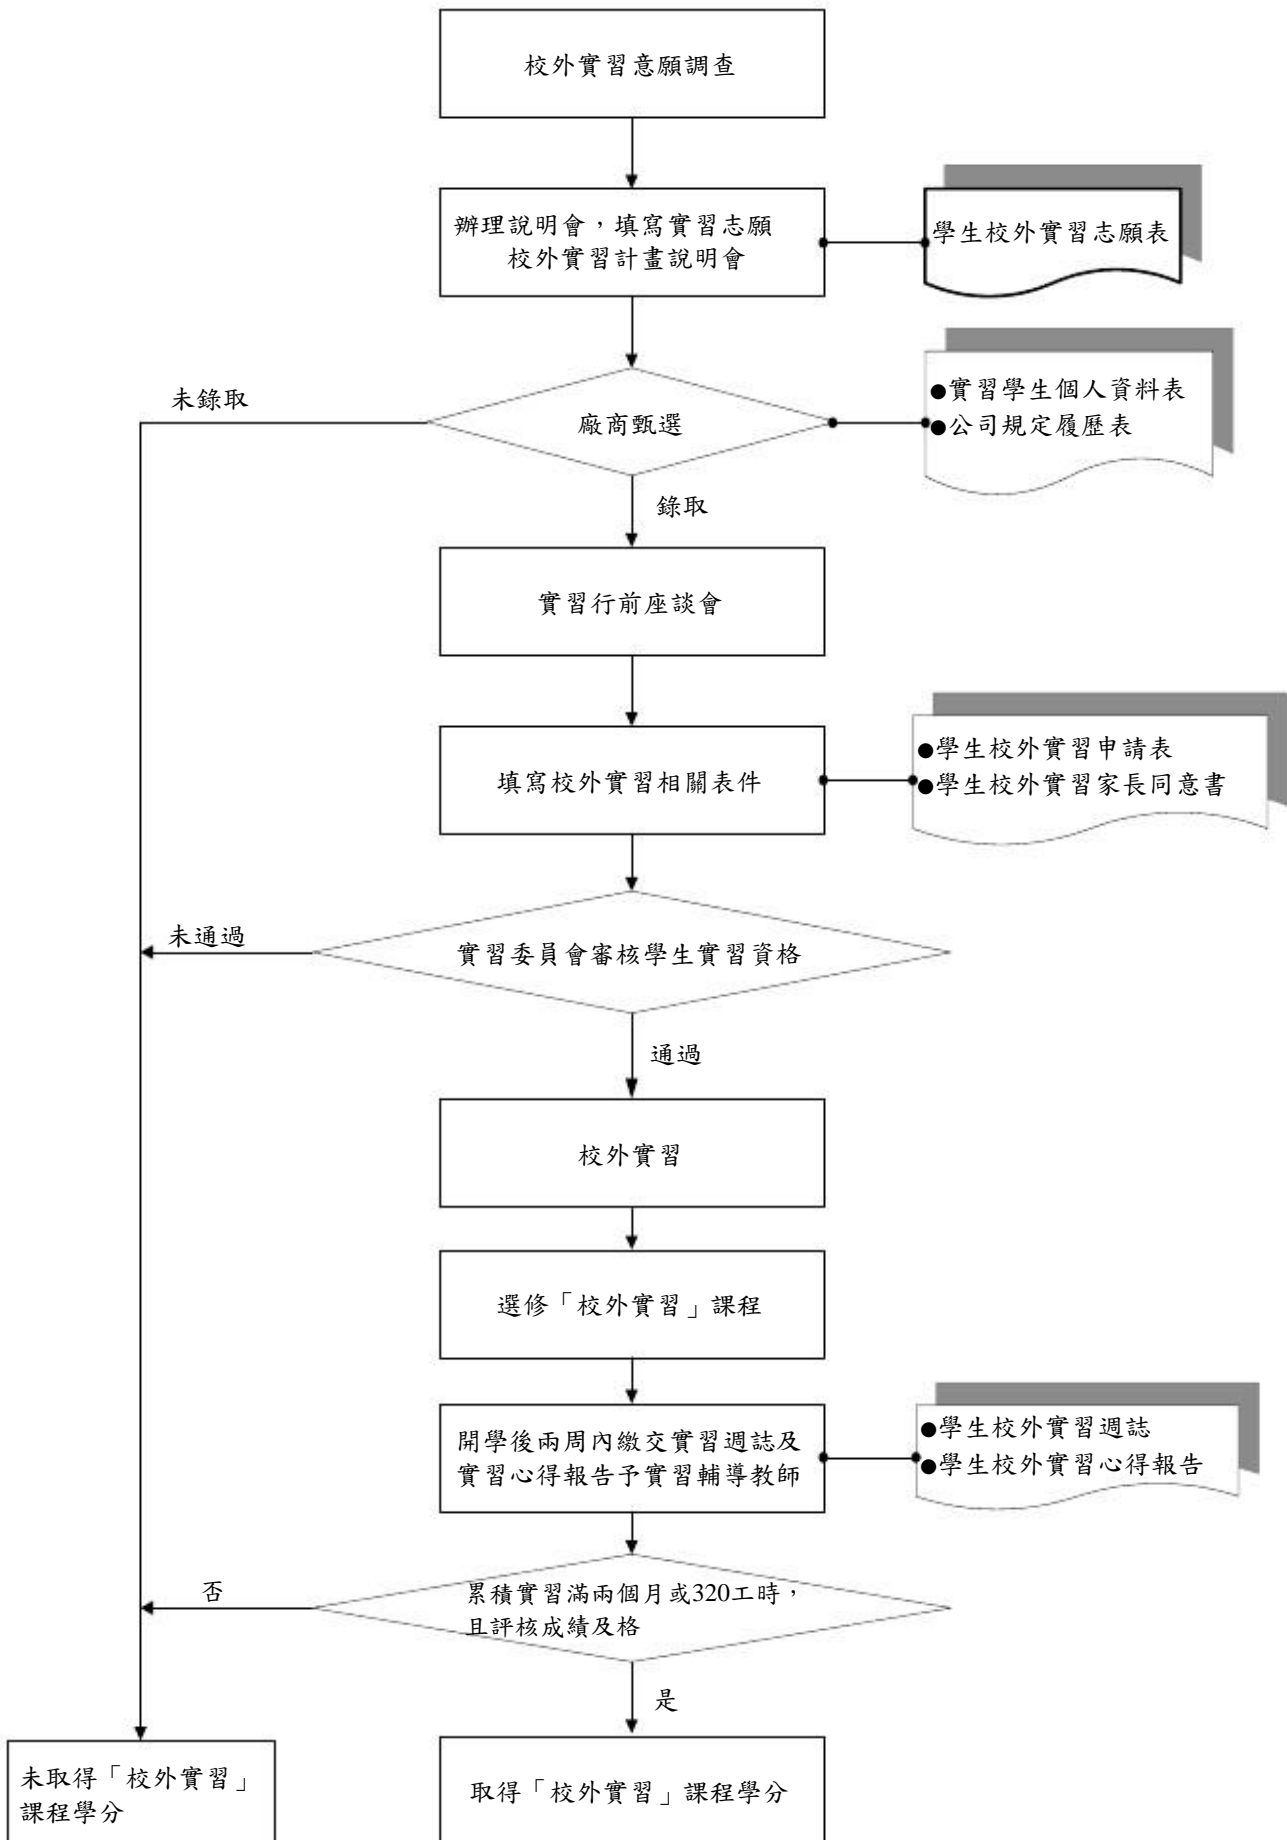 校外實習意願調查
辦理說明會，填寫實習志願
校外實習計畫說明會
學生校外實習志願表
未錄取
廠商甄選
●實習學生個人資料表
●公司規定履歷表
錄取
實習行前座談會
填寫校外實習相關表件
●學生校外實習申請表
●學生校外實習家長同意書
未通過
實習委員會審核學生實習資格
通過
校外實習
選修「校外實習」課程
開學後兩周內繳交實習週誌及
實習心得報告予實習輔導教師
●學生校外實習週誌
●學生校外實習心得報告
否
累積實習滿兩個月或320工時，
且評核成績及格
是
未取得「校外實習」
課程學分
取得「校外實習」課程學分